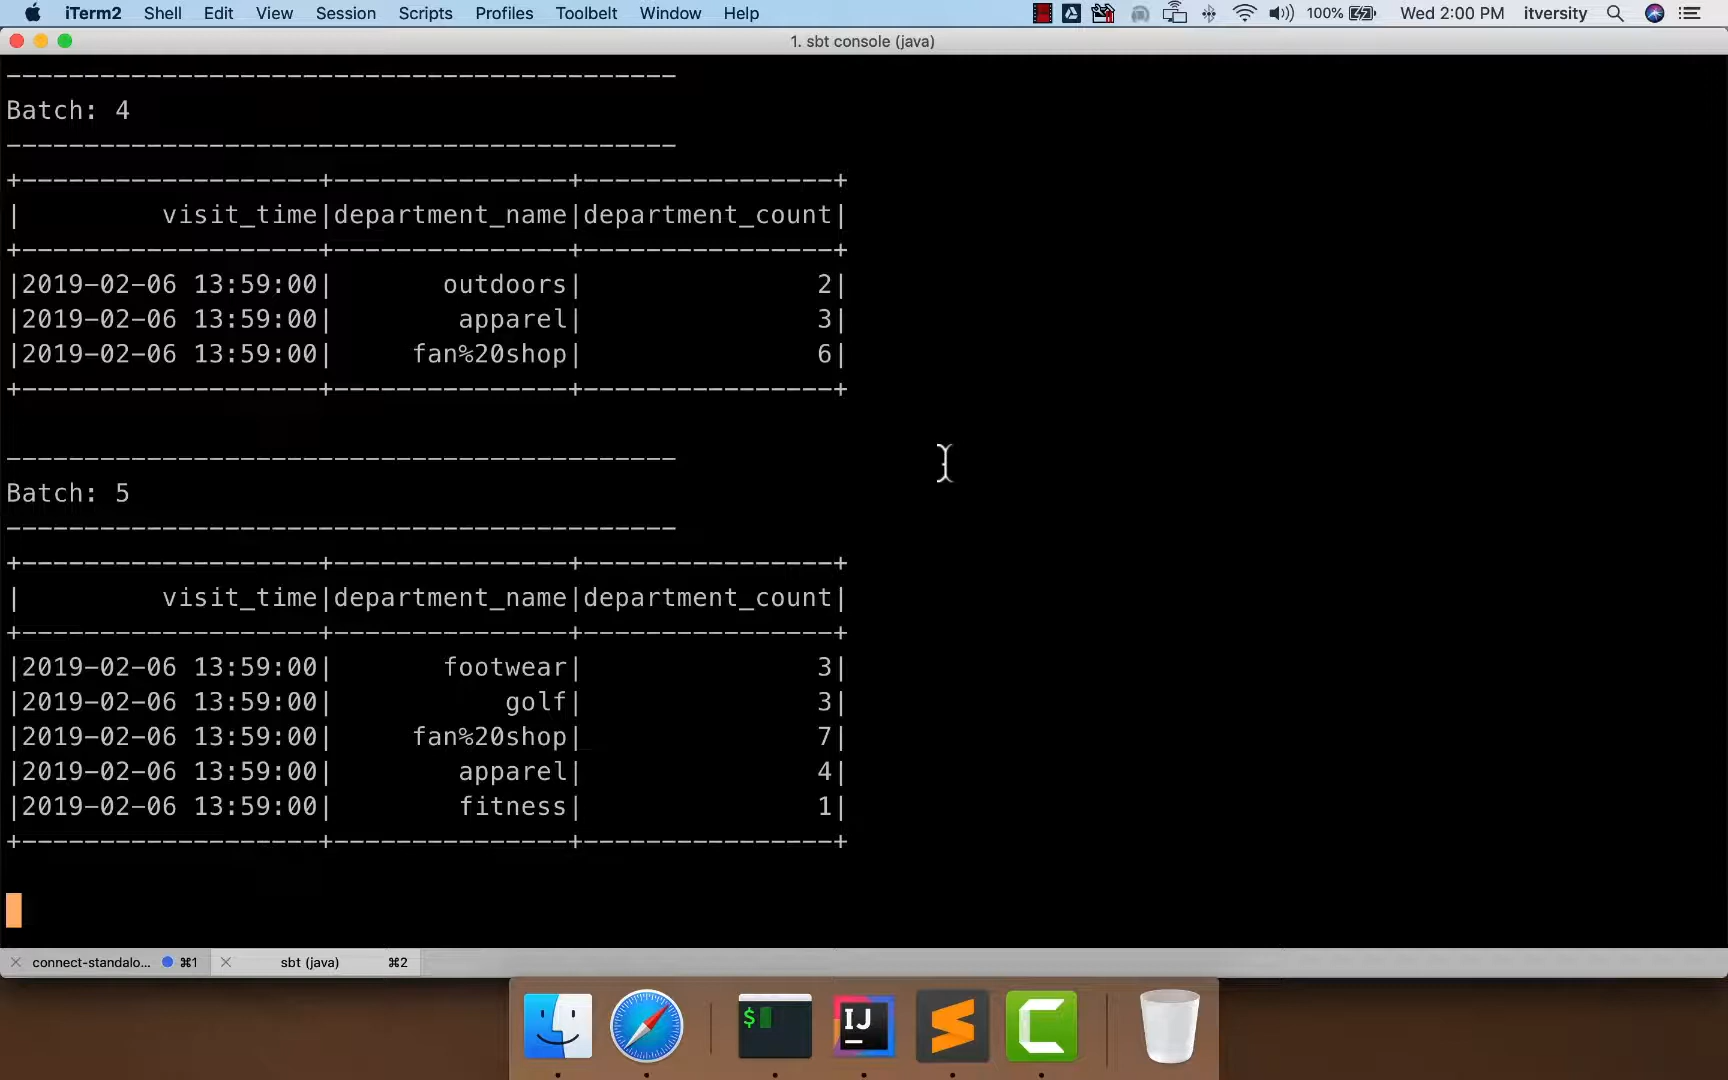 iTerm2 Shell Edit View Session Scripts Profiles Toolbelt Window Help 100% Wed 2:00 PM itversity
1. sbt console (java)
-------------------------------------------
Batch: 4
-------------------------------------------
+-------------------+---------------+----------------+
|         visit_time|department_name|department_count|
+-------------------+---------------+----------------+
|2019-02-06 13:59:00|       outdoors|               2|
|2019-02-06 13:59:00|        apparel|               3|
|2019-02-06 13:59:00|     fan%20shop|               6|
+-------------------+---------------+----------------+
-------------------------------------------
Batch: 5
-------------------------------------------
+-------------------+---------------+----------------+
|         visit_time|department_name|department_count|
+-------------------+---------------+----------------+
|2019-02-06 13:59:00|       footwear|               3|
|2019-02-06 13:59:00|           golf|               3|
|2019-02-06 13:59:00|     fan%20shop|               7|
|2019-02-06 13:59:00|        apparel|               4|
|2019-02-06 13:59:00|        fitness|               1|
+-------------------+---------------+----------------+
connect-standalo... ⌘1 sbt (java) ⌘2
$ IJ